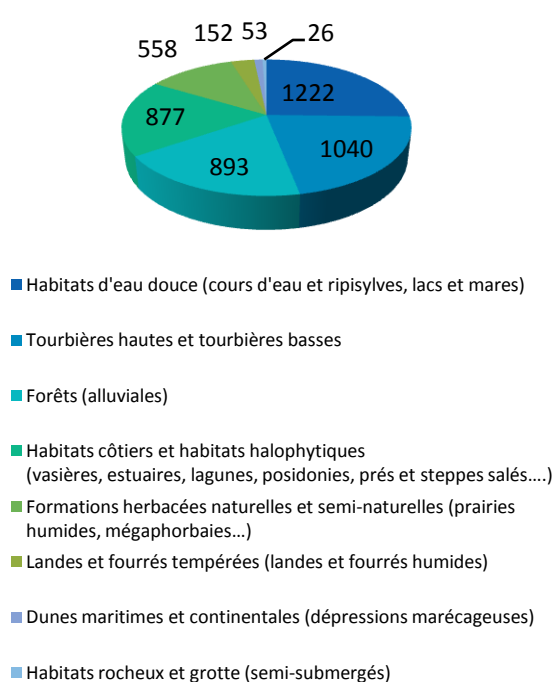 152 53 26
558
1222
877
1040
893
Habitats d'eau douce (cours d'eau et ripisylves, lacs et mares)
Tourbières hautes et tourbières basses
Forêts (alluviales)
Habitats côtiers et habitats halophytiques
(vasières, estuaires, lagunes, posidonies, prés et steppes salés....)
Formations herbacées naturelles et semi-naturelles (prairies
humides, mégaphorbaies…)
Landes et fourrés tempérées (landes et fourrés humides)
Dunes maritimes et continentales (dépressions marécageuses)
Habitats rocheux et grotte (semi-submergés)